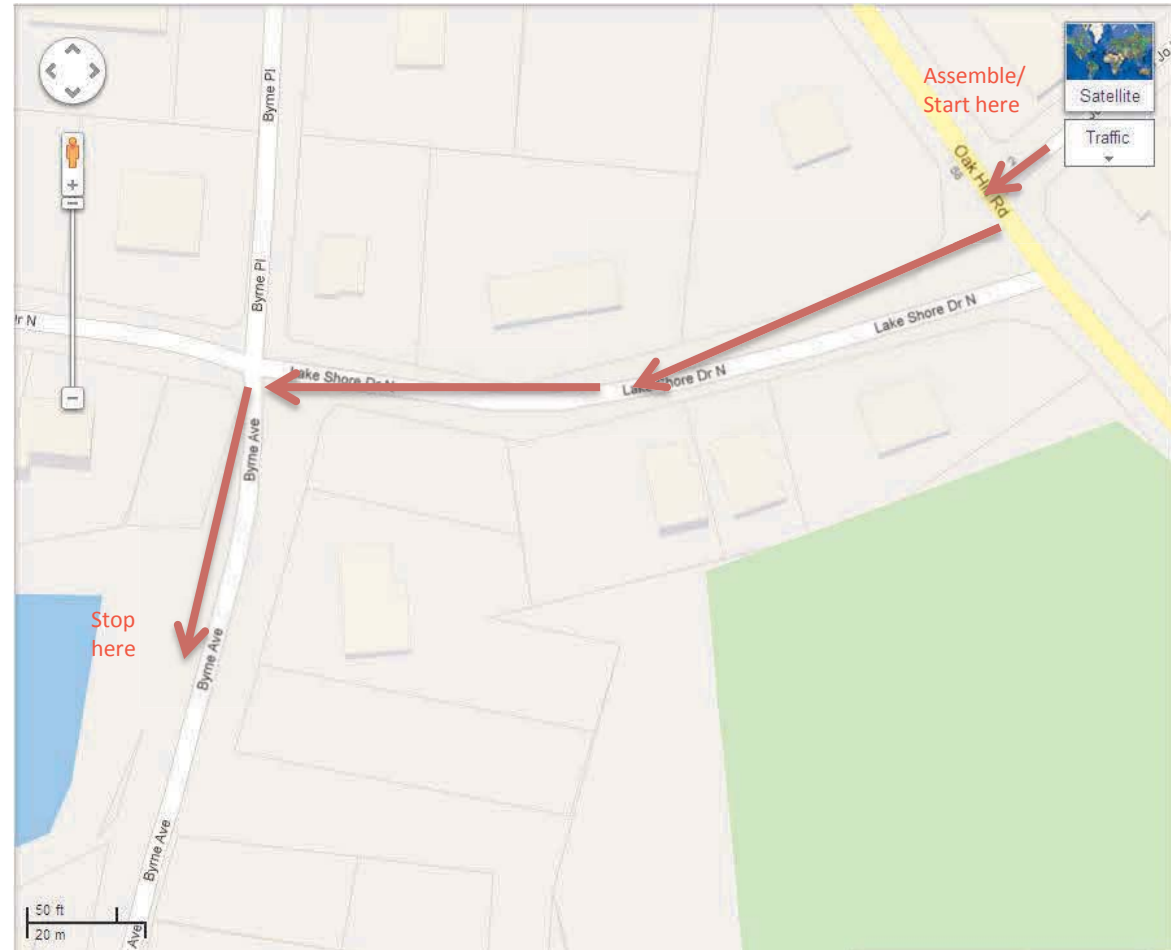 Byrne Pl
Assemble/
Start here
Satellite
Traffic
Oak Hill Rd
Byrne Pl
Lake Shore Dr N
Dr N
Lake Shore Dr N
Lake Shore Dr N
Byrne Ave
Stop
here
Byrne Ave
Byrne Ave
50 ft
20 m
Ave